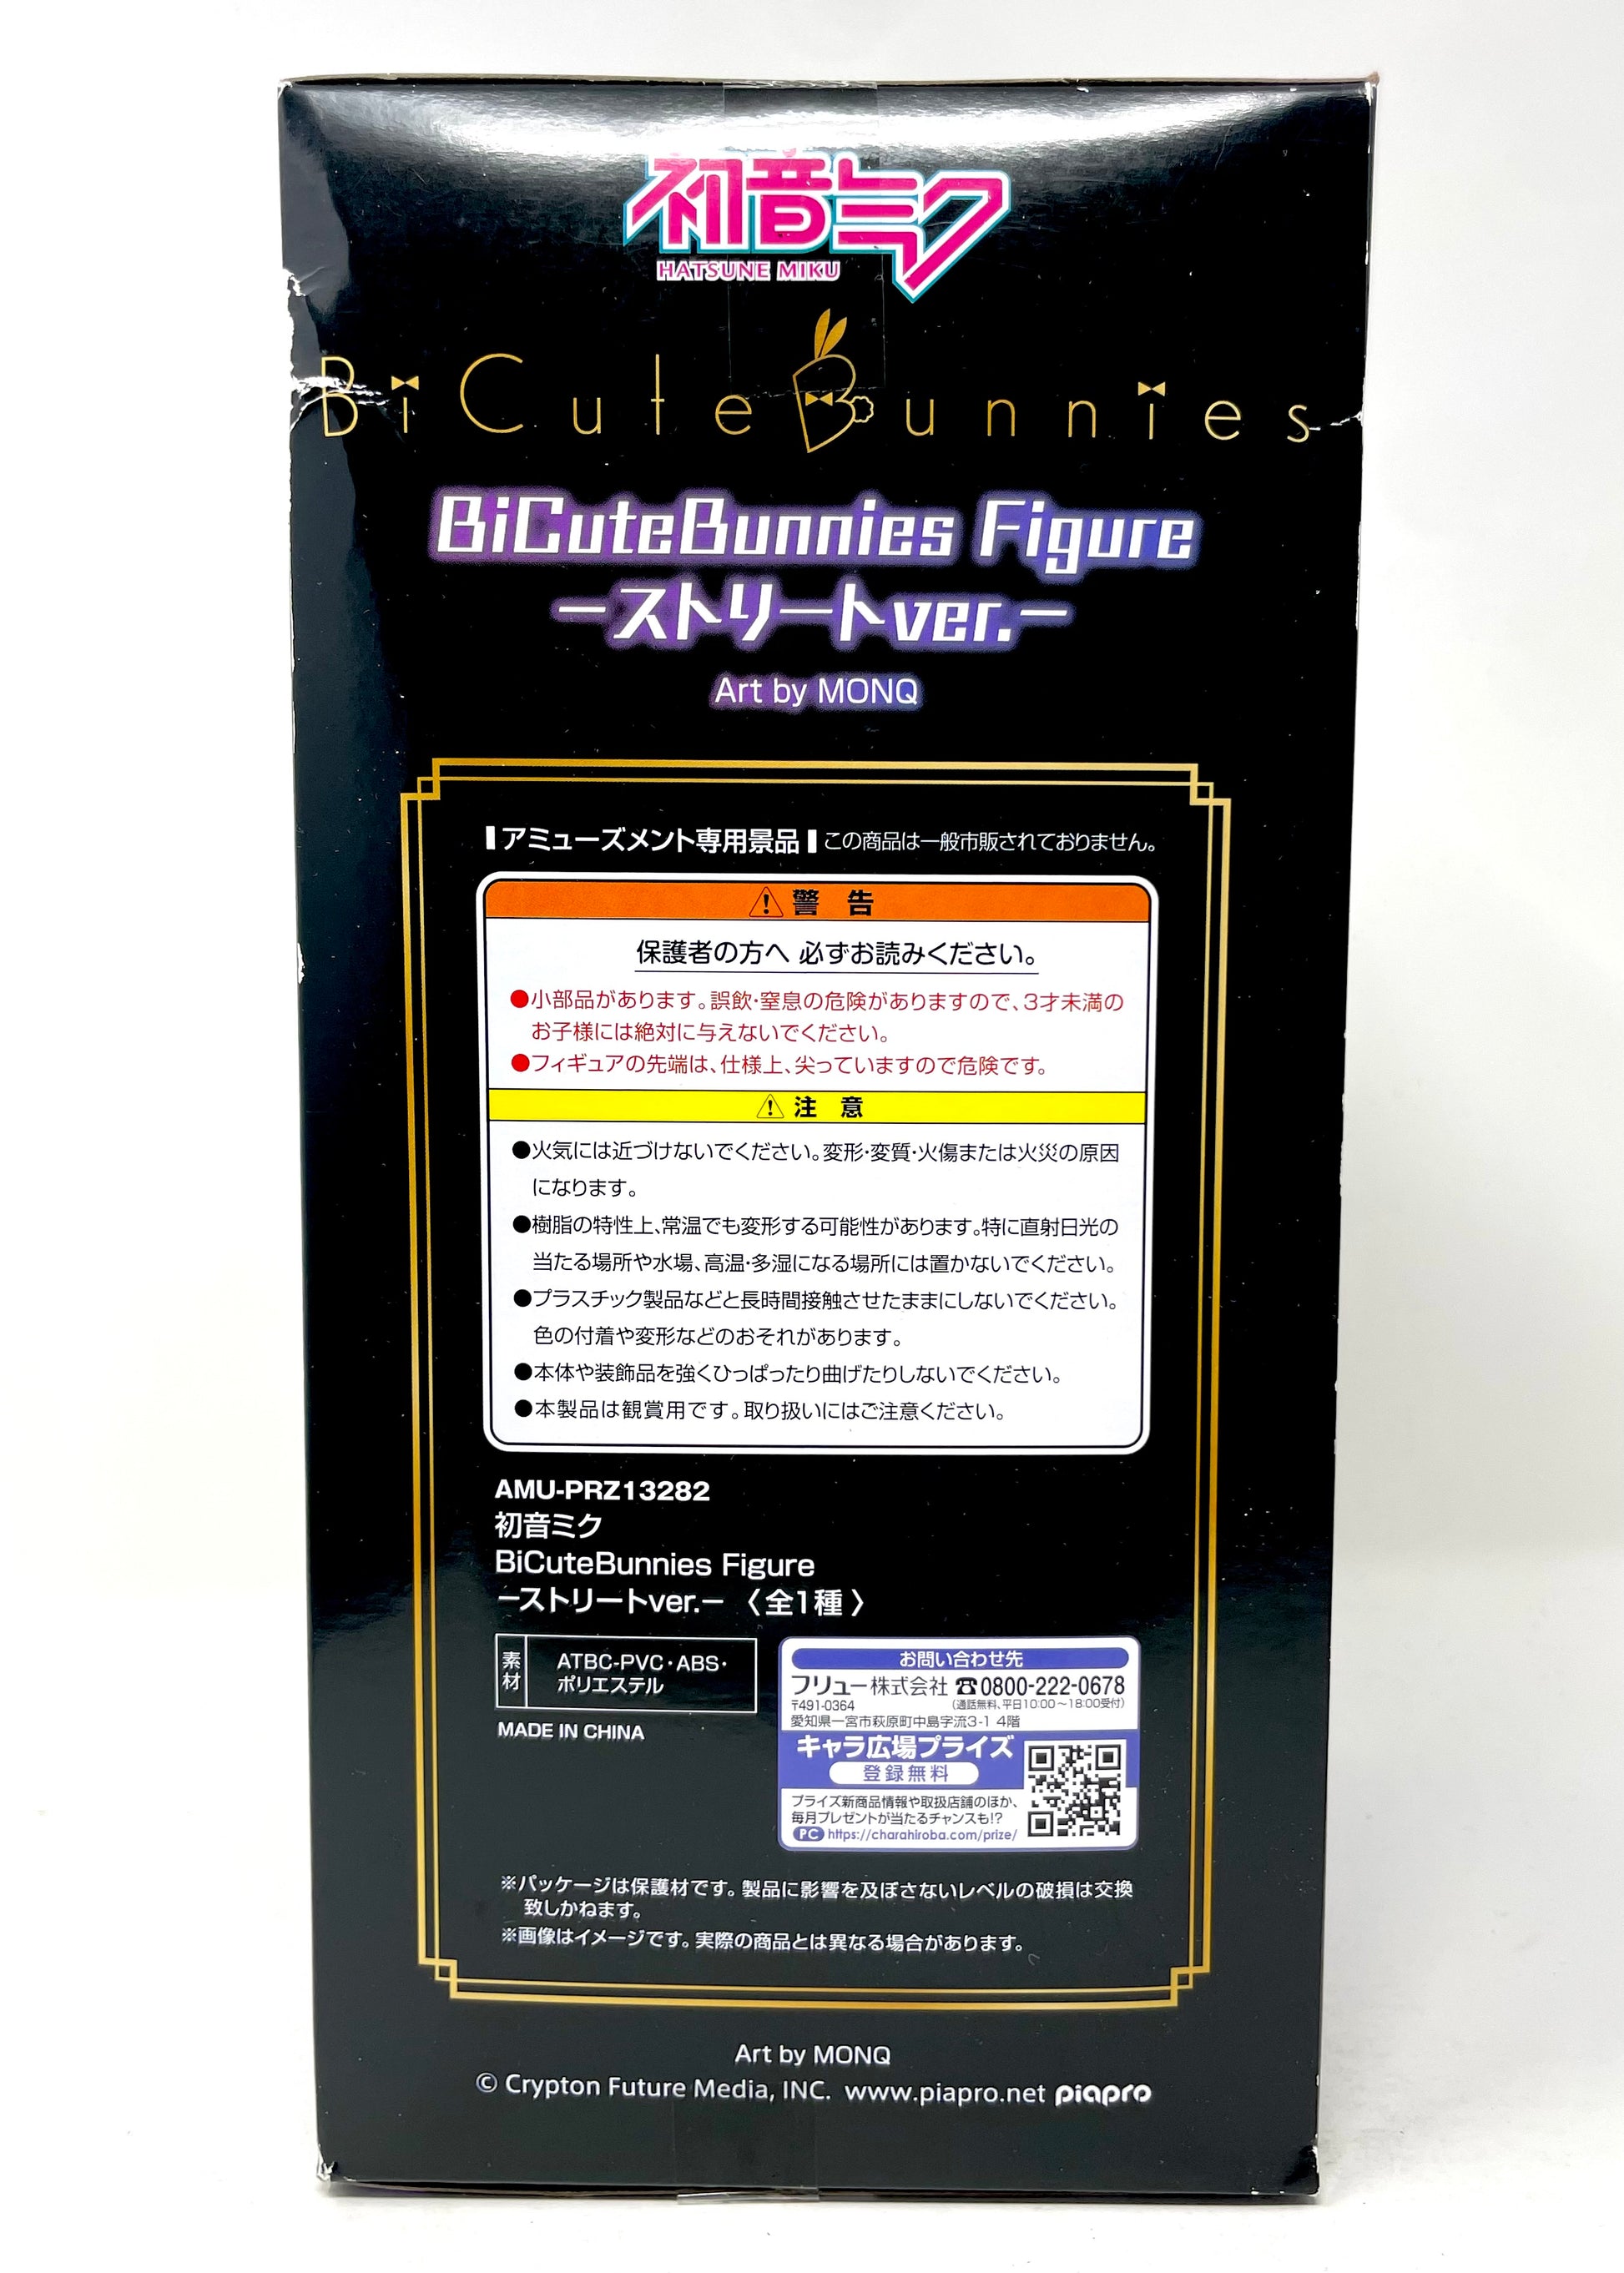 初音ミク
HATSUNE MIKU
BiCuteBunnies
BiCuteBunnies Figure
−ストリートver.−
Art by MONQ
アミューズメント専用景品 この商品は一般市販されておりません。
警 告
保護者の方へ 必ずお読みください。
●小部品があります。誤飲・窒息の危険がありますので、3才未満の
お子様には絶対に与えないでください。
●フィギュアの先端は、仕様上、尖っていますので危険です。
注 意
●火気には近づけないでください。変形・変質・火傷または火災の原因
になります。
●樹脂の特性上、常温でも変形する可能性があります。特に直射日光の
当たる場所や水場、高温・多湿になる場所には置かないでください。
●プラスチック製品などと長時間接触させたままにしないでください。
色の付着や変形などのおそれがあります。
●本体や装飾品を強くひっぱったり曲げたりしないでください。
●本製品は観賞用です。取り扱いにはご注意ください。
AMU-PRZ13282
初音ミク
BiCuteBunnies Figure
−ストリートver.− 〈全1種〉
素材
ATBC-PVC・ABS・
ポリエステル
MADE IN CHINA
お問い合わせ先
フリュー株式会社 ☎0800-222-0678
〒491-0364 (通話無料、平日10:00〜18:00受付)
愛知県一宮市萩原町中島字流3-1 4階
キャラ広場プライズ
登録無料
プライズ新商品情報や取扱店舗のほか、
毎月プレゼントが当たるチャンスも!?
PC https://charahiroba.com/prize/
※パッケージは保護材です。製品に影響を及ぼさないレベルの破損は交換
致しかねます。
※画像はイメージです。実際の商品とは異なる場合があります。
Art by MONQ
© Crypton Future Media, INC. www.piapro.net piapro